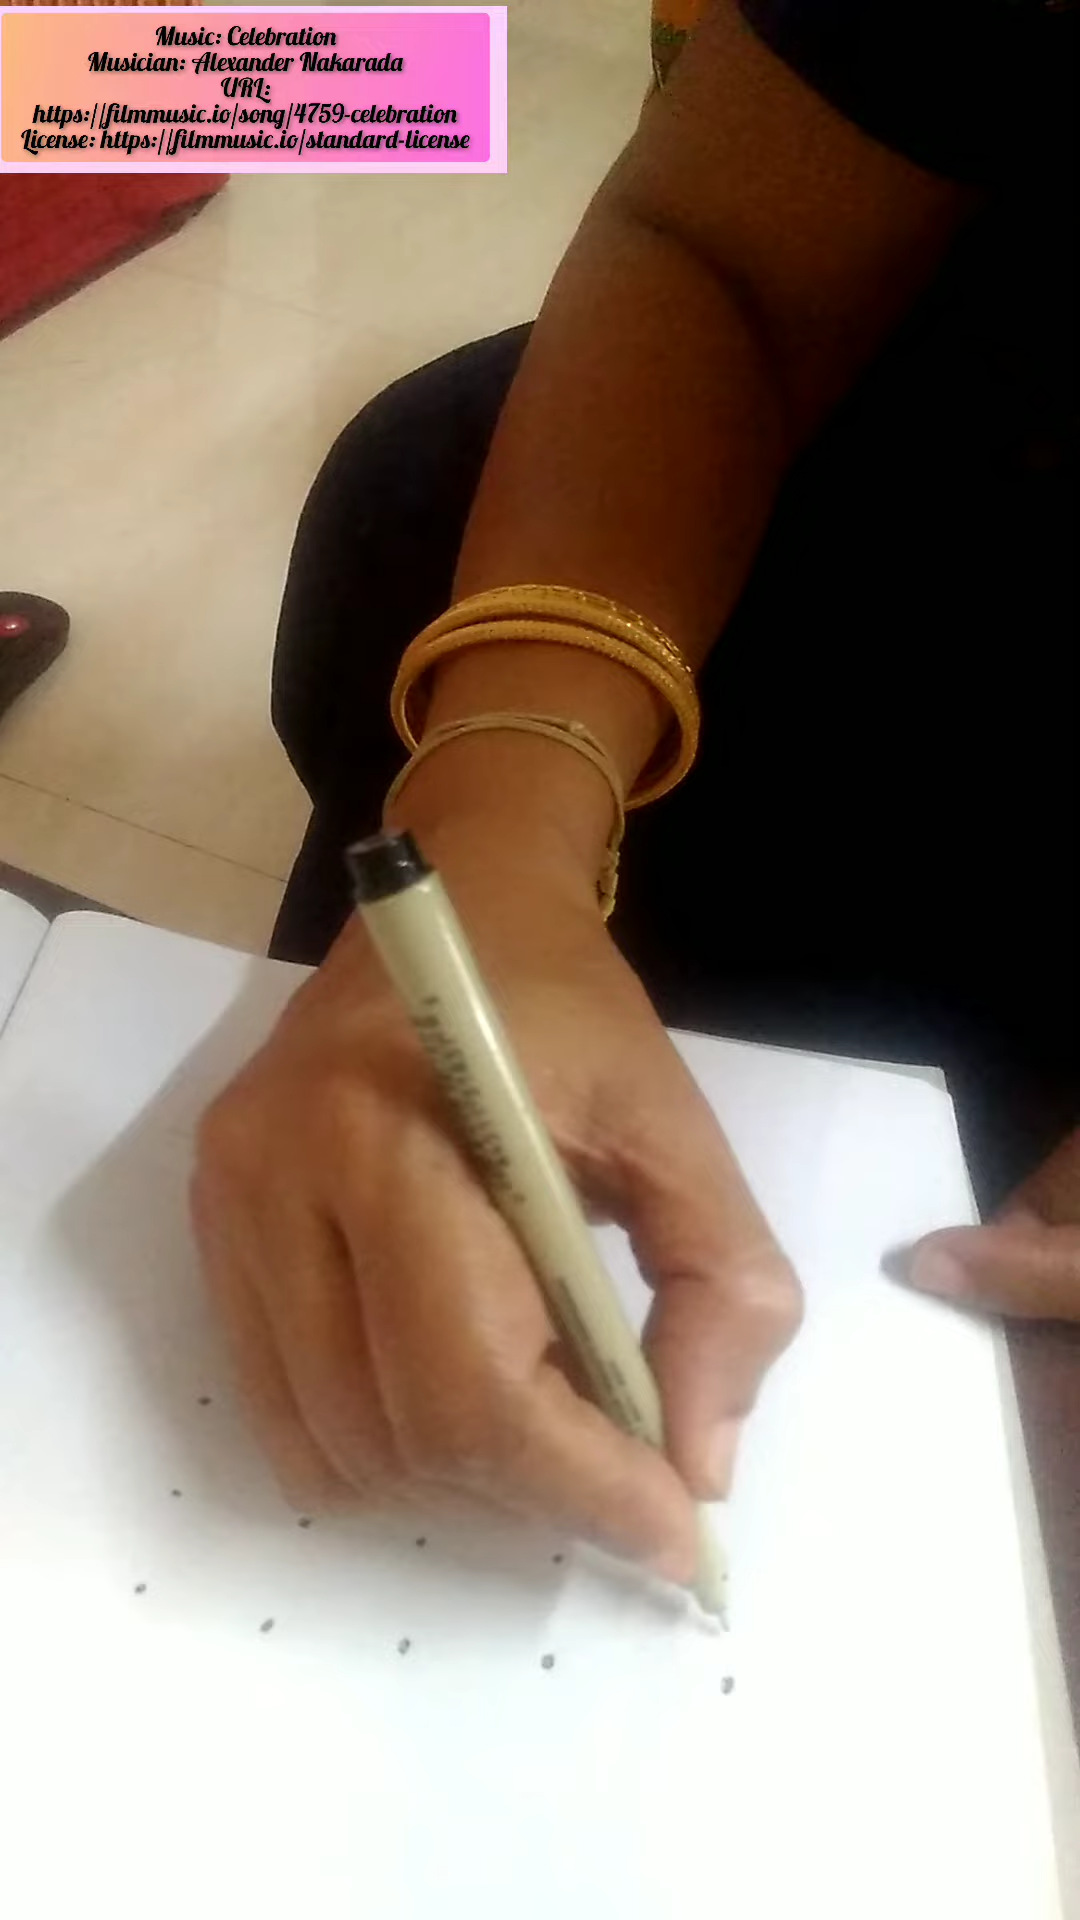 Music: Celebration
Musician: Alexander Nakarada
URL:
https://filmmusic.io/song/4759-celebration
License: https://filmmusic.io/standard-license